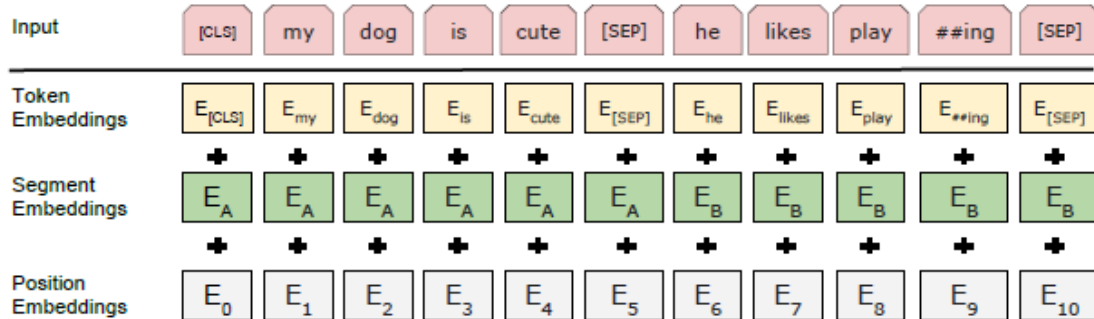 Input [CLS] my dog is cute [SEP] he likes play ##ing [SEP]
Token
Embeddings E[CLS] Emy Edog Eis Ecute E[SEP] Ehe Elikes Eplay E##ing E[SEP]
+ + + + + + + + + + +
Segment
Embeddings EA EA EA EA EA EA EB EB EB EB EB
+ + + + + + + + + + +
Position
Embeddings E0 E1 E2 E3 E4 E5 E6 E7 E8 E9 E10